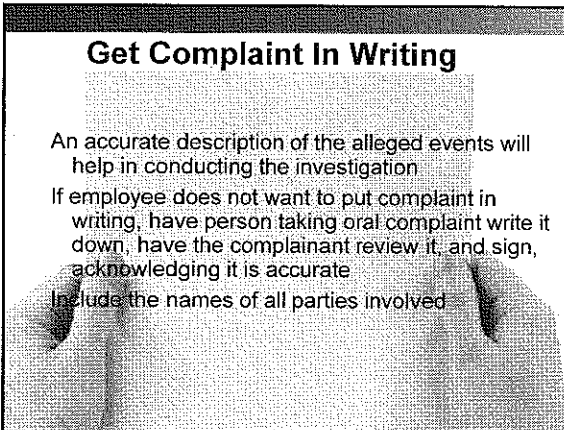 Get Complaint In Writing
An accurate description of the alleged events will
help in conducting the investigation
If employee does not want to put complaint in
writing, have person taking oral complaint write it
down, have the complainant review it, and sign,
acknowledging it is accurate
Include the names of all parties involved